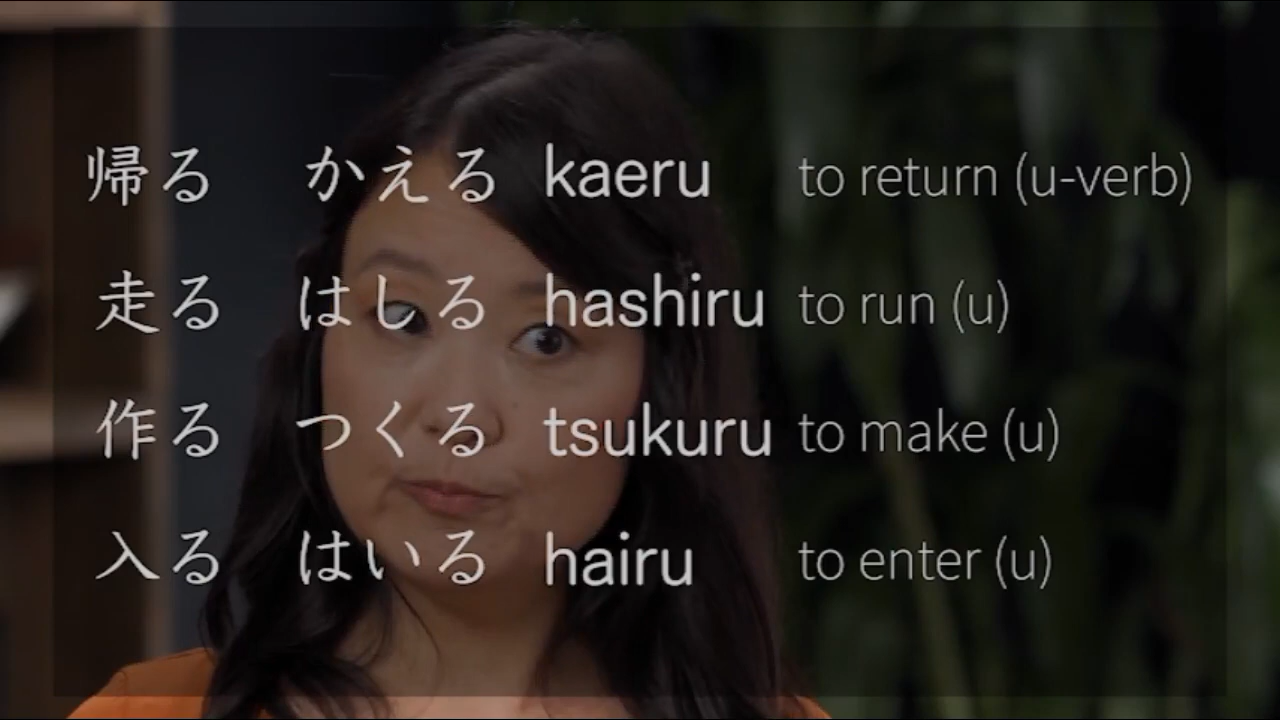 帰る かえる kaeru to return (u-verb)
走る はしる hashiru to run (u)
作る つくる tsukuru to make (u)
入る はいる hairu to enter (u)